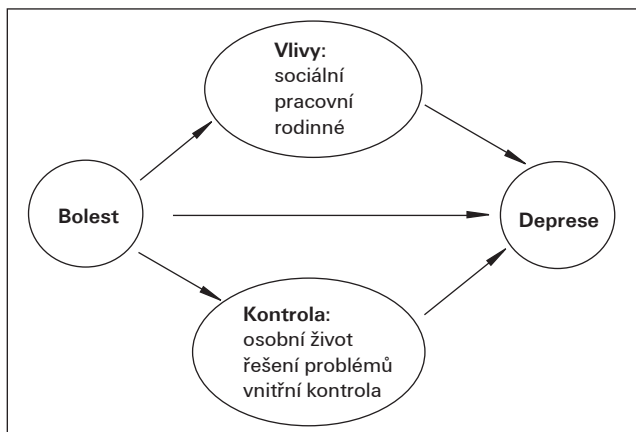 Vlivy:
sociální
pracovní
rodinné
Bolest
Deprese
Kontrola:
osobní život
řešení problémů
vnitřní kontrola